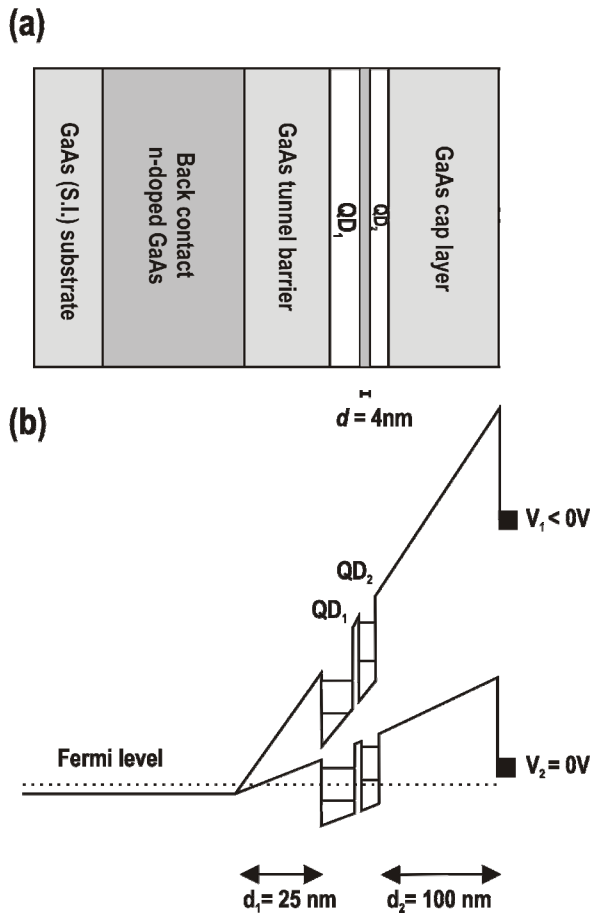 (a)
GaAs (S.I.) substrate
Back contact
n-doped GaAs
GaAs tunnel barrier
QD₁
QD₂
GaAs cap layer
d = 4nm
(b)
V₁ < 0V
QD₂
QD₁
Fermi level
V₂ = 0V
d₁= 25 nm
d₂= 100 nm